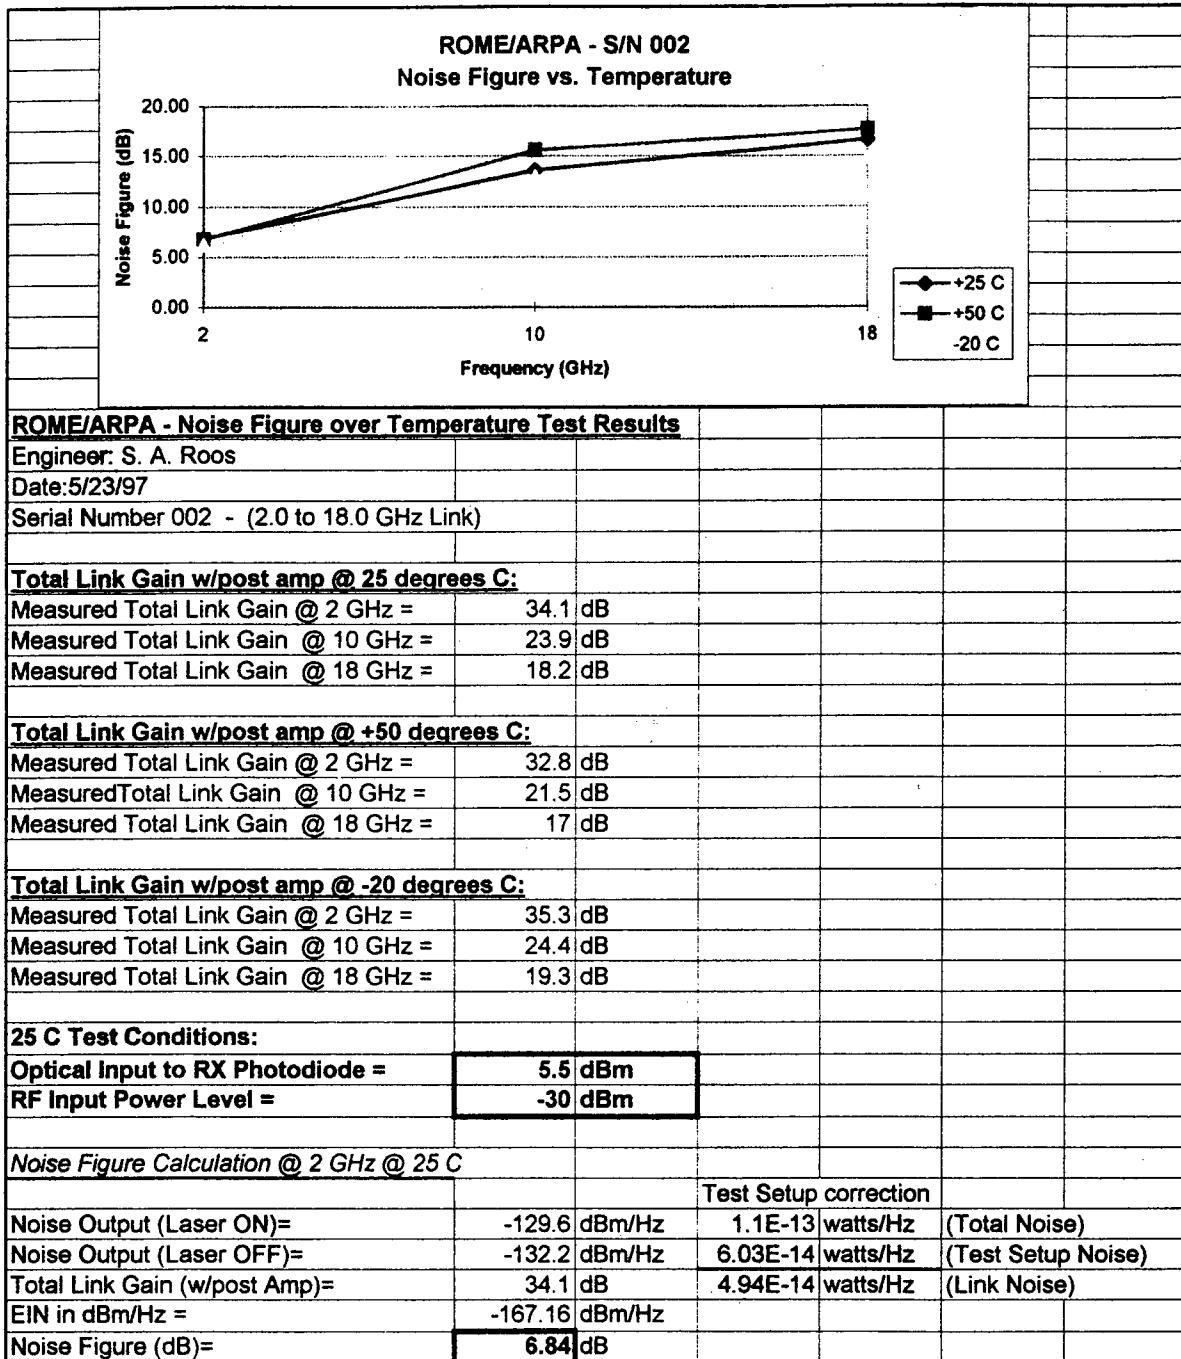 ROME/ARPA - S/N 002
Noise Figure vs. Temperature
20.00
15.00
10.00
5.00
0.00
Noise Figure (dB)
2 10 18
Frequency (GHz)
+25 C
+50 C
-20 C
ROME/ARPA - Noise Figure over Temperature Test Results
Engineer: S. A. Roos
Date:5/23/97
Serial Number 002 - (2.0 to 18.0 GHz Link)
Total Link Gain w/post amp @ 25 degrees C:
Measured Total Link Gain @ 2 GHz = 34.1 dB
Measured Total Link Gain @ 10 GHz = 23.9 dB
Measured Total Link Gain @ 18 GHz = 18.2 dB
Total Link Gain w/post amp @ +50 degrees C:
Measured Total Link Gain @ 2 GHz = 32.8 dB
MeasuredTotal Link Gain @ 10 GHz = 21.5 dB
Measured Total Link Gain @ 18 GHz = 17 dB
Total Link Gain w/post amp @ -20 degrees C:
Measured Total Link Gain @ 2 GHz = 35.3 dB
Measured Total Link Gain @ 10 GHz = 24.4 dB
Measured Total Link Gain @ 18 GHz = 19.3 dB
25 C Test Conditions:
Optical Input to RX Photodiode = 5.5 dBm
RF Input Power Level = -30 dBm
Noise Figure Calculation @ 2 GHz @ 25 C
Test Setup correction
Noise Output (Laser ON)= -129.6 dBm/Hz 1.1E-13 watts/Hz (Total Noise)
Noise Output (Laser OFF)= -132.2 dBm/Hz 6.03E-14 watts/Hz (Test Setup Noise)
Total Link Gain (w/post Amp)= 34.1 dB 4.94E-14 watts/Hz (Link Noise)
EIN in dBm/Hz = -167.16 dBm/Hz
Noise Figure (dB)= 6.84 dB